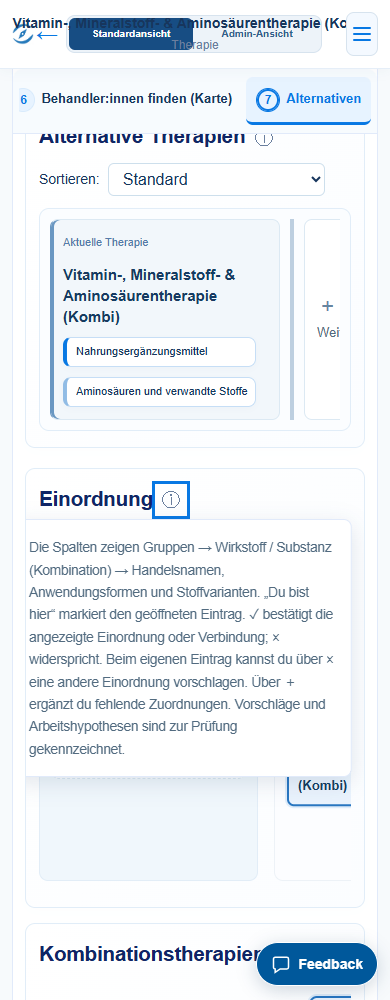 Vitamin-, Mineralstoff- & Aminosäurentherapie (Ko
Standardansicht
Admin-Ansicht
Therapie
6 Behandler:innen finden (Karte)
7 Alternativen
Alternative Therapien ⓘ
Sortieren: Standard
Aktuelle Therapie
Vitamin-, Mineralstoff- &
Aminosäurentherapie
(Kombi)
Nahrungsergänzungsmittel
Aminosäuren und verwandte Stoffe
+
Wei
Einordnung ⓘ
Die Spalten zeigen Gruppen → Wirkstoff / Substanz
(Kombination) → Handelsnamen,
Anwendungsformen und Stoffvarianten. „Du bist
hier“ markiert den geöffneten Eintrag. ✓ bestätigt die
angezeigte Einordnung oder Verbindung; ×
widerspricht. Beim eigenen Eintrag kannst du über ×
eine andere Einordnung vorschlagen. Über +
ergänzt du fehlende Zuordnungen. Vorschläge und
Arbeitshypothesen sind zur Prüfung
gekennzeichnet.
(Kombi)
Kombinationstherapien
Feedback